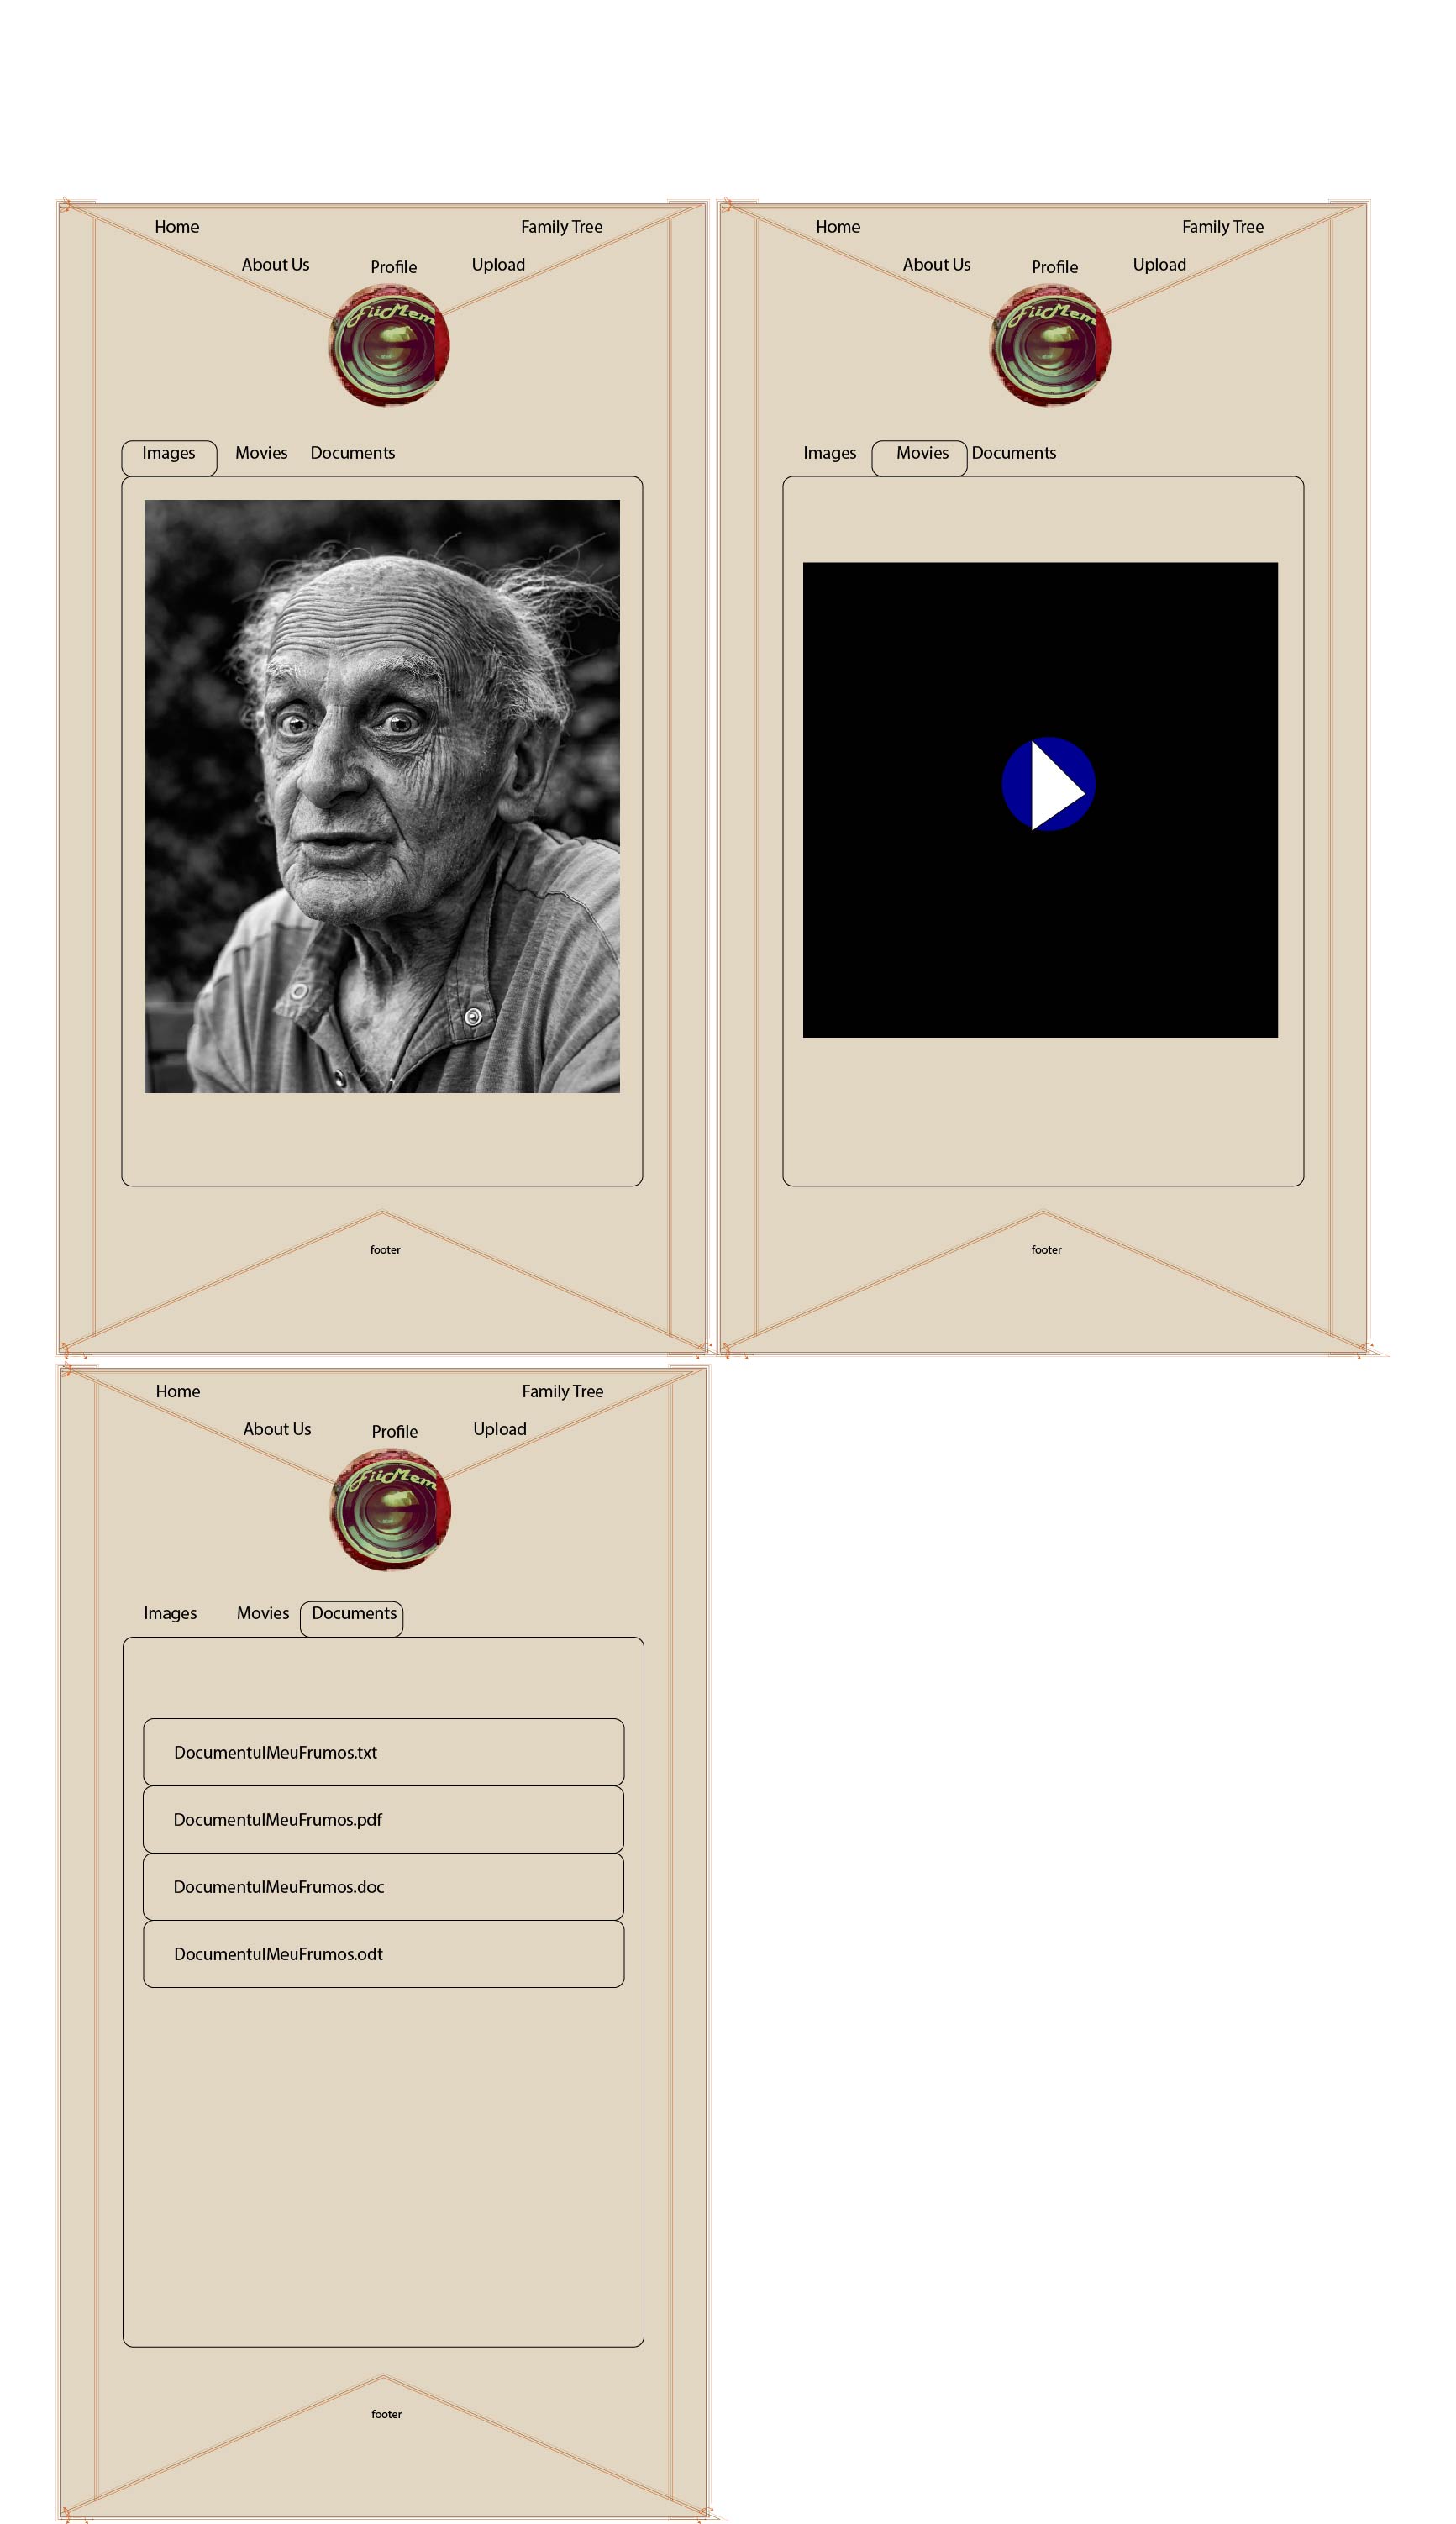 Home
Family Tree
About Us
Profile
Upload
FiiMem
Images
Movies
Documents
footer
Home
Family Tree
About Us
Profile
Upload
FiiMem
Images
Movies
Documents
footer
Home
Family Tree
About Us
Profile
Upload
FiiMem
Images
Movies
Documents
DocumentulMeuFrumos.txt
DocumentulMeuFrumos.pdf
DocumentulMeuFrumos.doc
DocumentulMeuFrumos.odt
footer